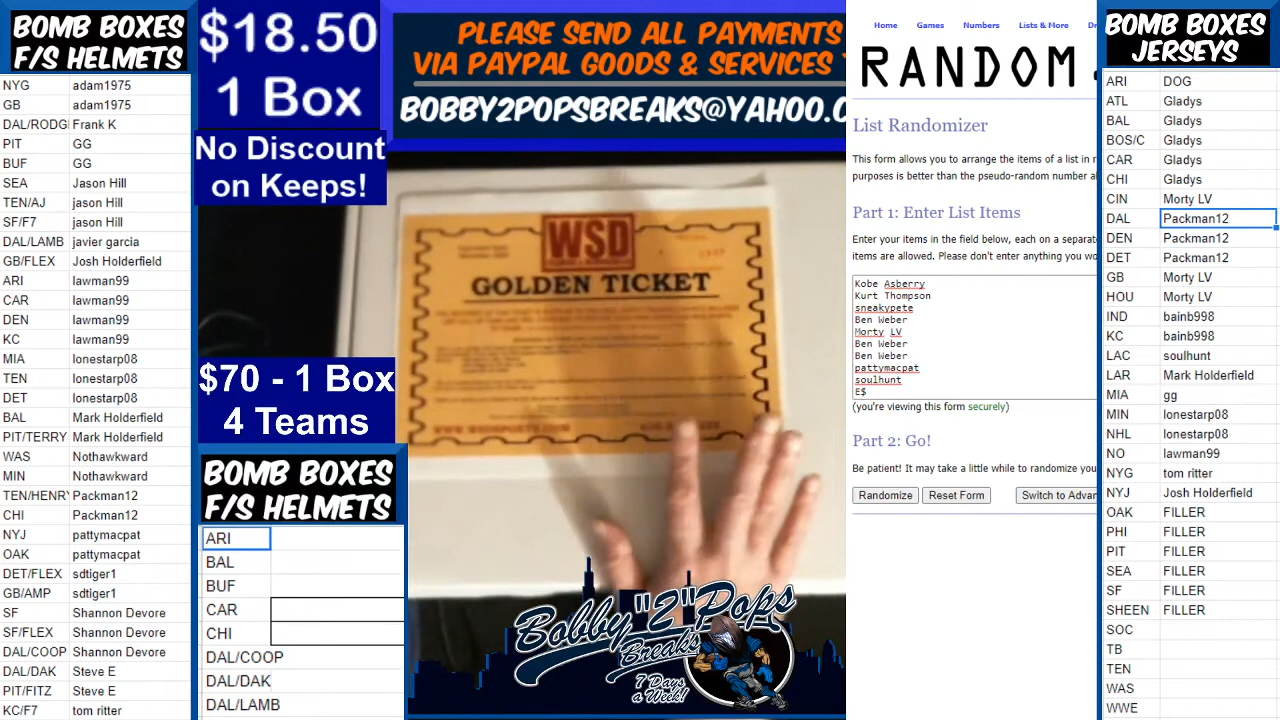 BOMB BOXES
F/S HELMETS
NYG adam1975
GB adam1975
DAL/RODG Frank K
PIT GG
BUF GG
SEA Jason Hill
TEN/AJ jason Hill
SF/F7 jason Hill
DAL/LAMB javier garcia
GB/FLEX Josh Holderfield
ARI lawman99
CAR lawman99
DEN lawman99
KC lawman99
MIA lonestarp08
TEN lonestarp08
DET lonestarp08
BAL Mark Holderfield
PIT/TERRY Mark Holderfield
WAS Nothawkward
MIN Nothawkward
TEN/HENRY Packman12
CHI Packman12
NYJ pattymacpat
OAK pattymacpat
DET/FLEX sdtiger1
GB/AMP sdtiger1
SF Shannon Devore
SF/FLEX Shannon Devore
DAL/COOP Shannon Devore
DAL/DAK Steve E
PIT/FITZ Steve E
KC/F7 tom ritter
$18.50
1 Box
No Discount
on Keeps!
$70 - 1 Box
4 Teams
BOMB BOXES
F/S HELMETS
ARI
BAL
BUF
CAR
CHI
DAL/COOP
DAL/DAK
DAL/LAMB
PLEASE SEND ALL PAYMENTS
VIA PAYPAL GOODS & SERVICES
BOBBY2POPSBREAKS@YAHOO.C
WSD
GOLDEN TICKET
Bobby "2" Pops
Breaks
7 Days
a Week!
Home Games Numbers Lists & More Dr
RANDOM.
List Randomizer
This form allows you to arrange the items of a list in r
purposes is better than the pseudo-random number al
Part 1: Enter List Items
Enter your items in the field below, each on a separate
items are allowed. Please don't enter anything you wo
Kobe Asberry
Kurt Thompson
sneakypete
Ben Weber
Morty LV
Ben Weber
Ben Weber
pattymacpat
soulhunt
E$
(you're viewing this form securely)
Part 2: Go!
Be patient! It may take a little while to randomize you
Randomize Reset Form Switch to Advan
BOMB BOXES
JERSEYS
ARI DOG
ATL Gladys
BAL Gladys
BOS/C Gladys
CAR Gladys
CHI Gladys
CIN Morty LV
DAL Packman12
DEN Packman12
DET Packman12
GB Morty LV
HOU Morty LV
IND bainb998
KC bainb998
LAC soulhunt
LAR Mark Holderfield
MIA gg
MIN lonestarp08
NHL lonestarp08
NO lawman99
NYG tom ritter
NYJ Josh Holderfield
OAK FILLER
PHI FILLER
PIT FILLER
SEA FILLER
SF FILLER
SHEEN FILLER
SOC
TB
TEN
WAS
WWE